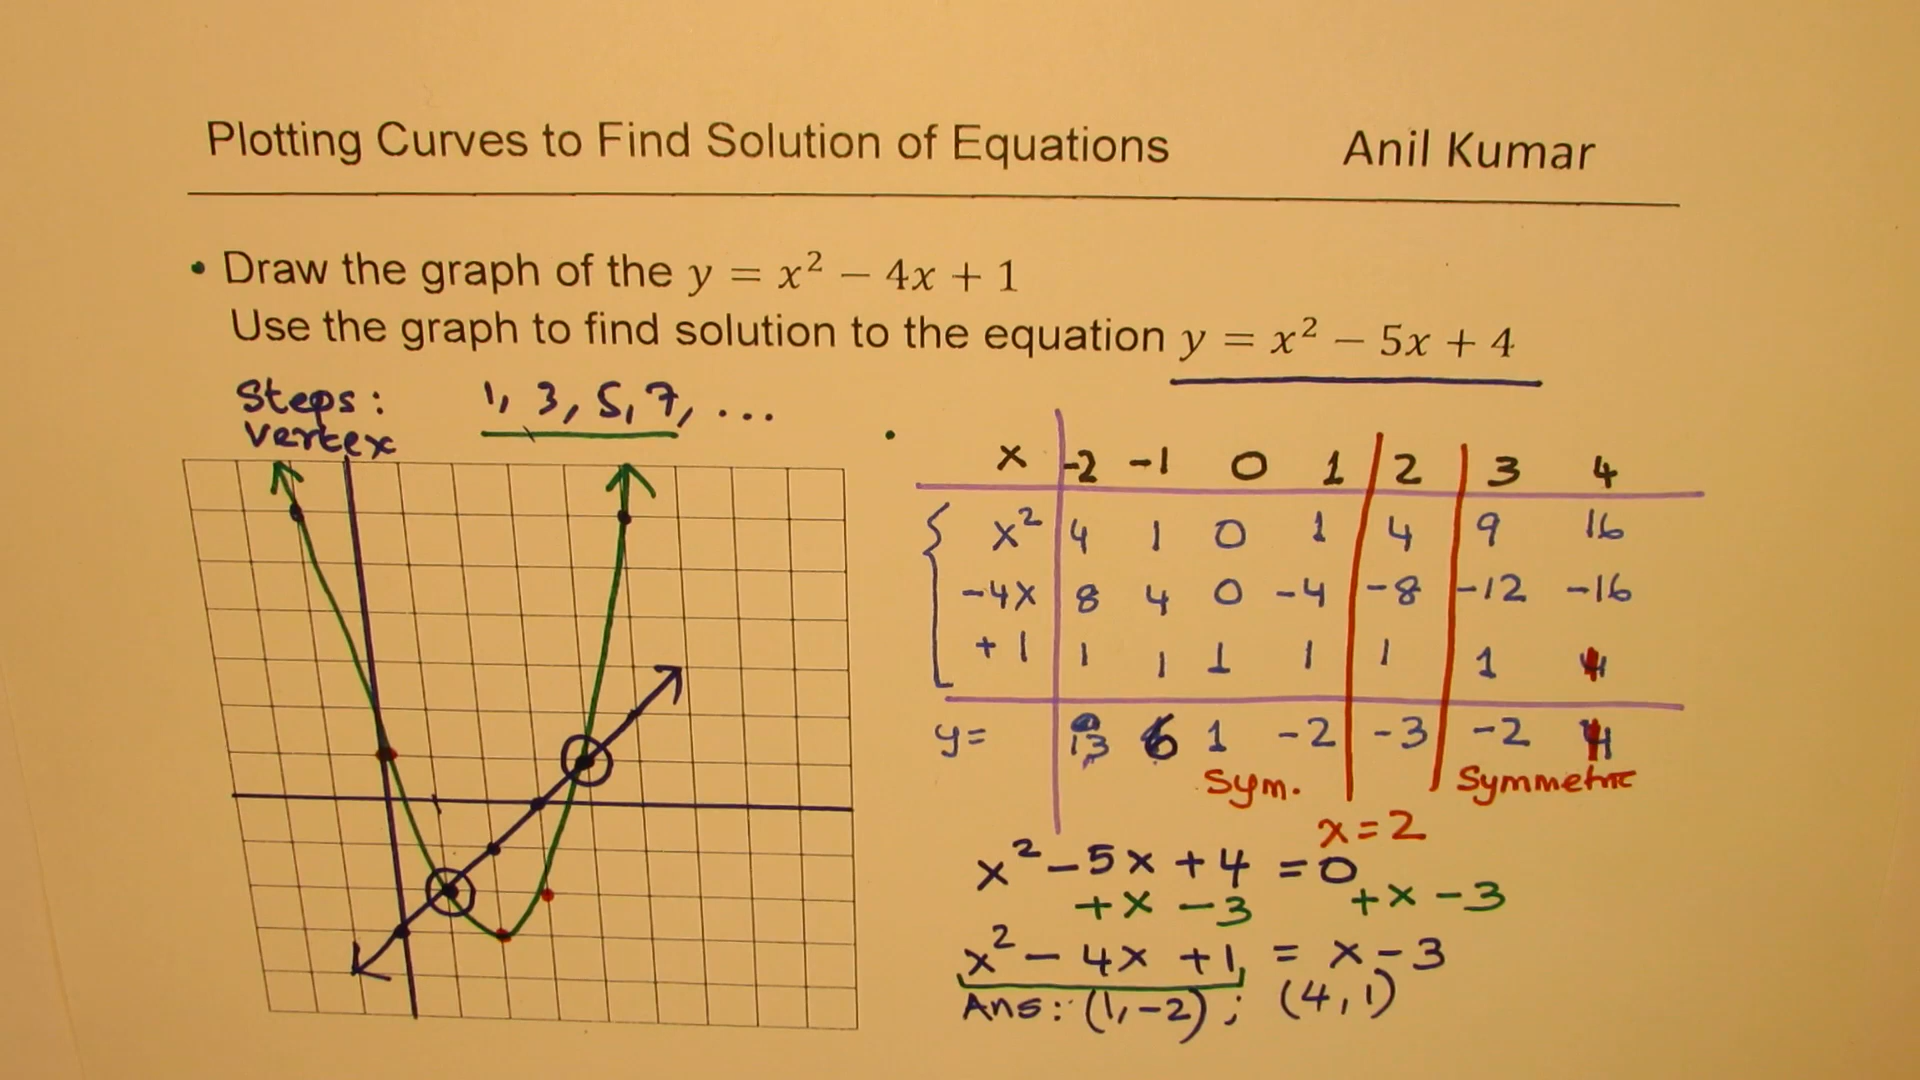 Plotting Curves to Find Solution of Equations Anil Kumar
• Draw the graph of the y = x² − 4x + 1
Use the graph to find solution to the equation y = x² − 5x + 4
Steps: 1, 3, 5, 7, ...
Vertex
x -2 -1 0 1 2 3 4
x² 4 1 0 1 4 9 16
-4x 8 4 0 -4 -8 -12 -16
+1 1 1 1 1 1 1
y= 13 6 1 -2 -3 -2
Sym. Symmetric
x=2
x² -5x +4 =0
+x -3 +x -3
x² - 4x +1 = x-3
Ans: (1,-2); (4,1)